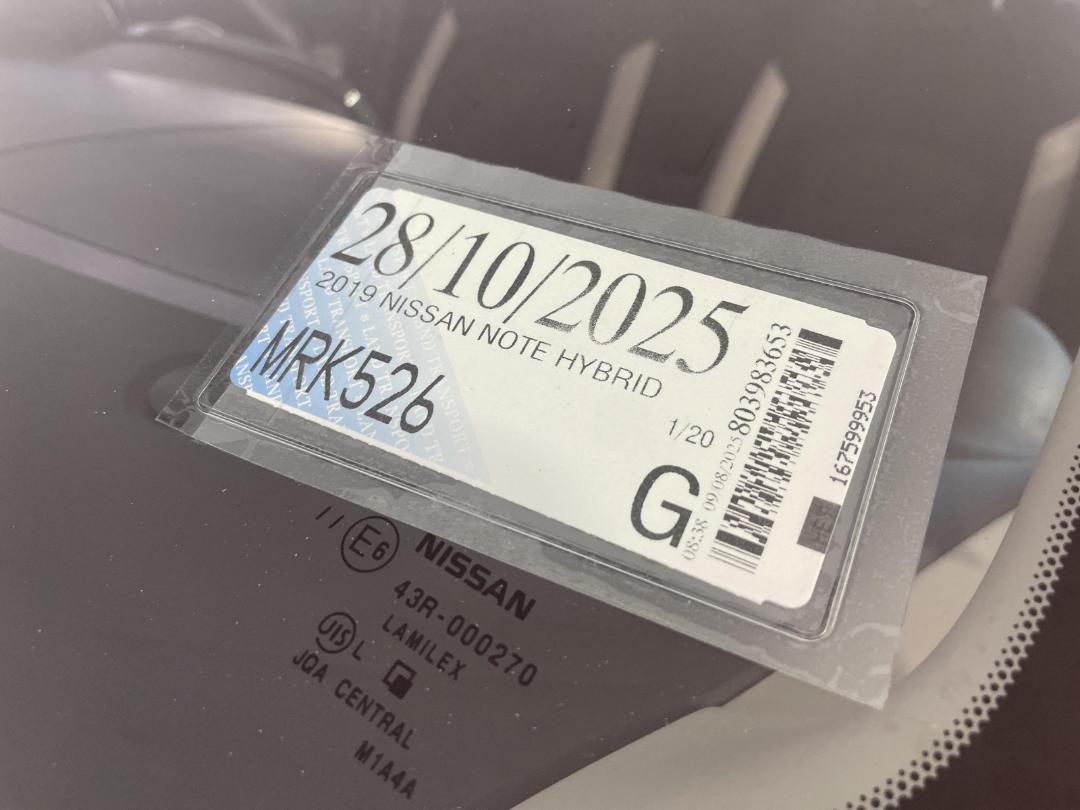 28/10/2025
2019 NISSAN NOTE HYBRID
MRK526
1/20
G
08:38 09/08/2025
803983653
167599953
E6
NISSAN
43R-000270
LAMILEX
JIS L
JQA CENTRAL
M1A4A